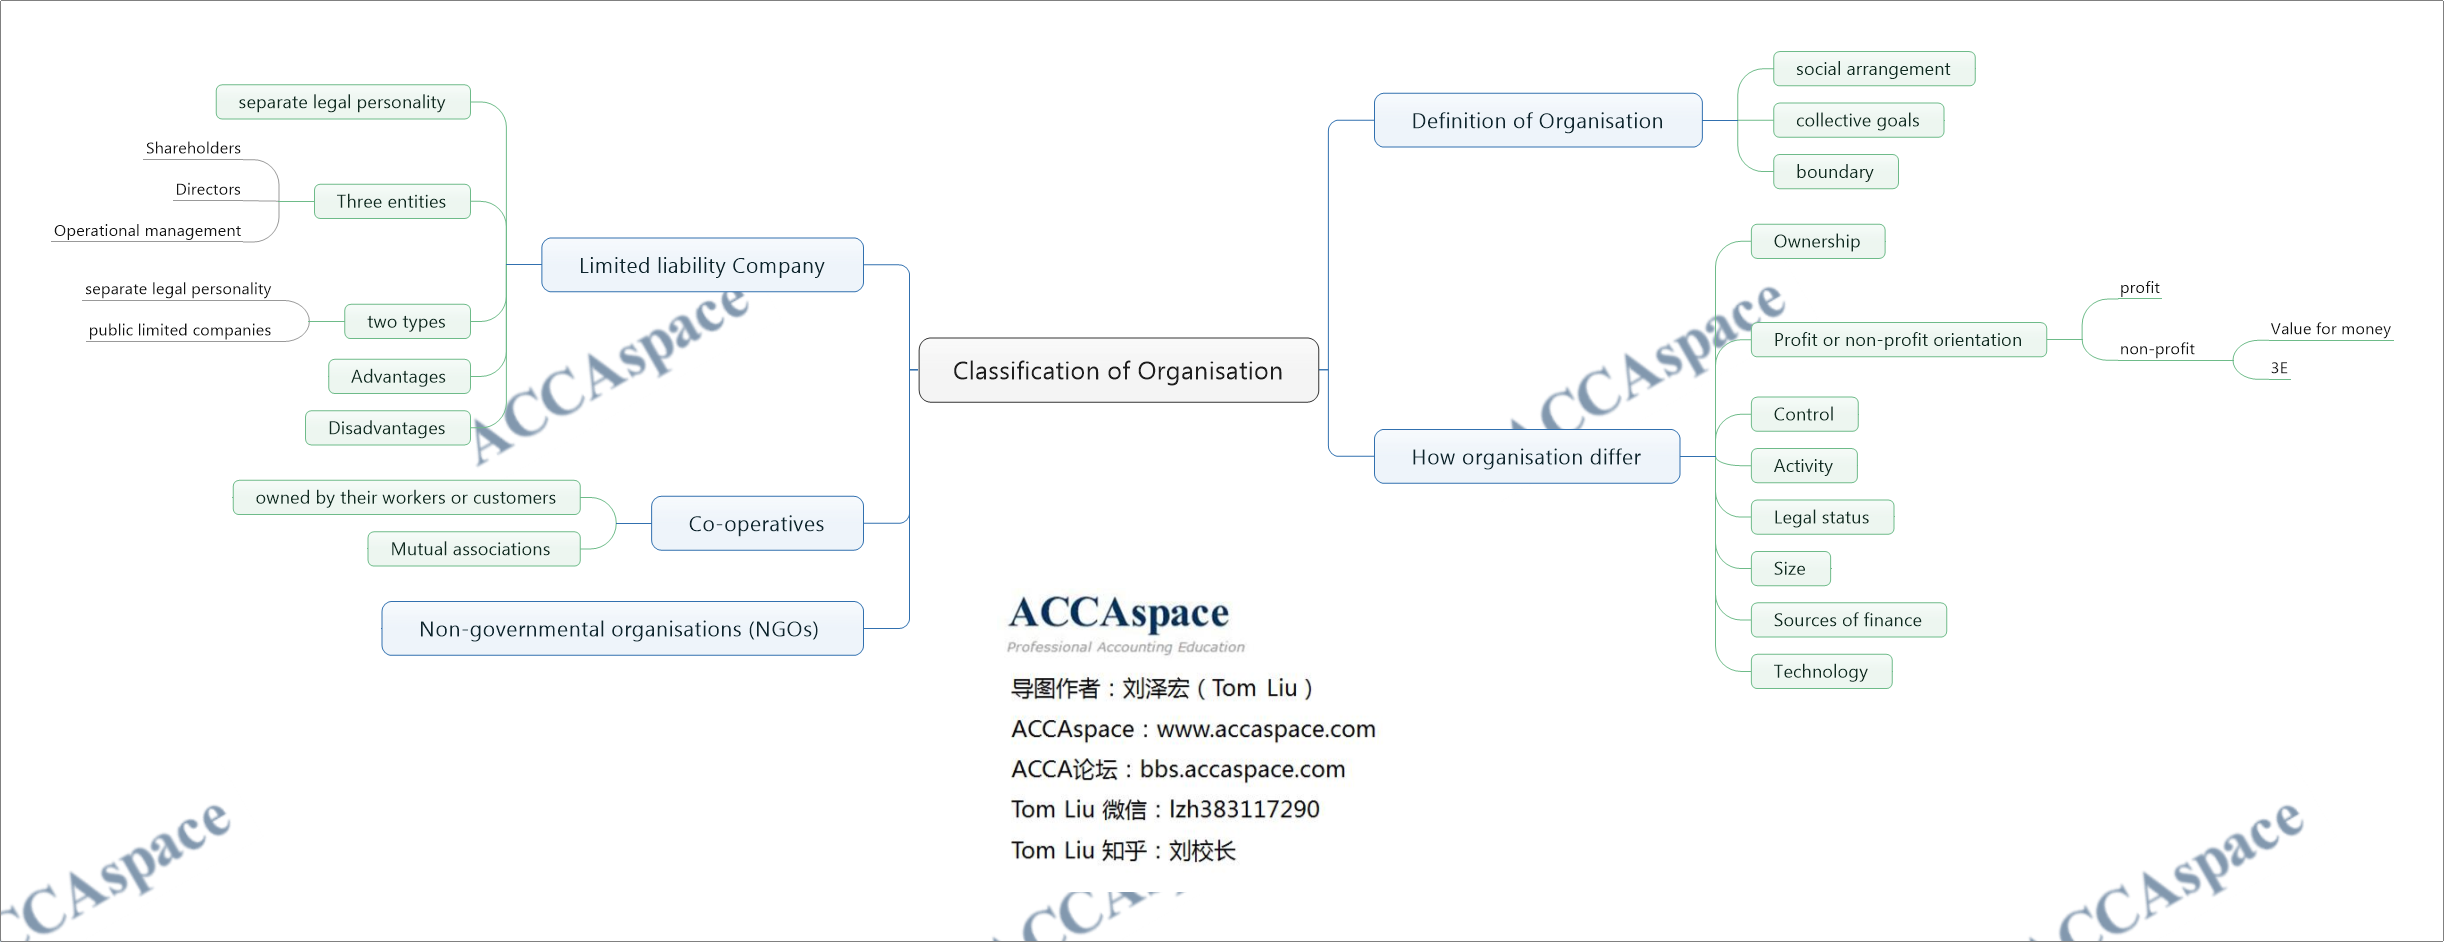 Classification of Organisation
Definition of Organisation
social arrangement
collective goals
boundary
How organisation differ
Ownership
Profit or non-profit orientation
profit
non-profit
Value for money
3E
Control
Activity
Legal status
Size
Sources of finance
Technology
Limited liability Company
separate legal personality
Three entities
Shareholders
Directors
Operational management
two types
separate legal personality
public limited companies
Advantages
Disadvantages
Co-operatives
owned by their workers or customers
Mutual associations
Non-governmental organisations (NGOs)
ACCAspace
Professional Accounting Education
导图作者：刘泽宏（Tom Liu）
ACCAspace：www.accaspace.com
ACCA论坛：bbs.accaspace.com
Tom Liu 微信：lzh383117290
Tom Liu 知乎：刘校长
ACCAspace
ACCAspace
CCAspace
ACCA
ACCAspace